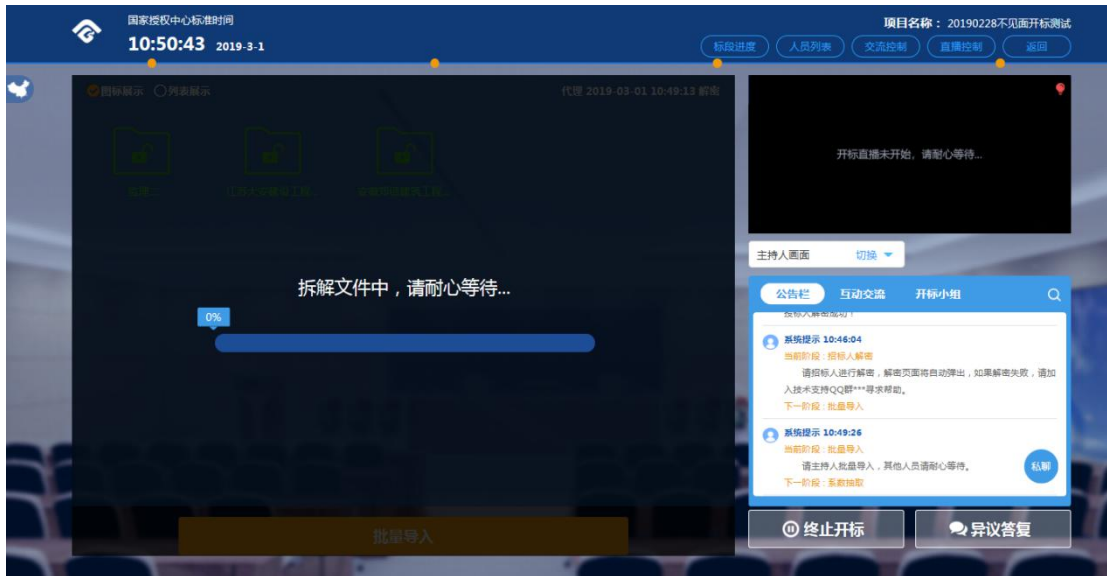 国家授权中心标准时间
10:50:43 2019-3-1
项目名称：20190228不见面开标测试
标段进度 人员列表 交流控制 直播控制 返回
图标展示 列表展示 代理 2019-03-01 10:49:13 解密
拆解文件中，请耐心等待...
0%
批量导入
开标直播未开始，请耐心等待...
主持人画面 切换
公告栏 互动交流 开标小组
投标人解密成功！
系统提示 10:46:04
当前阶段：招标人解密
请招标人进行解密，解密页面将自动弹出，如果解密失败，请加
入技术支持QQ群***寻求帮助。
下一阶段：批量导入
系统提示 10:49:26
当前阶段：批量导入
请主持人批量导入，其他人员请耐心等待。
下一阶段：系数抽取
私聊
终止开标 异议答复